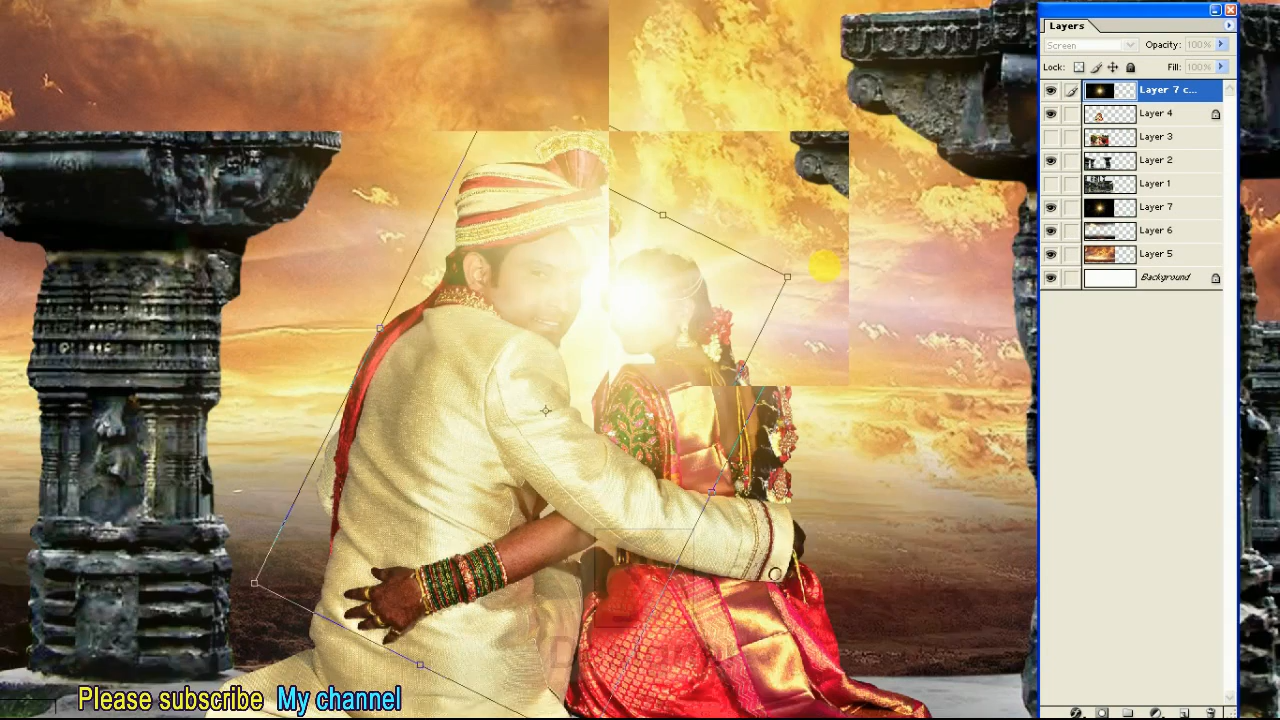 Layers
Screen Opacity: 100%
Lock: Fill: 100%
Layer 7 c...
Layer 4
Layer 3
Layer 2
Layer 1
Layer 7
Layer 6
Layer 5
Background
Please subscribe My channel